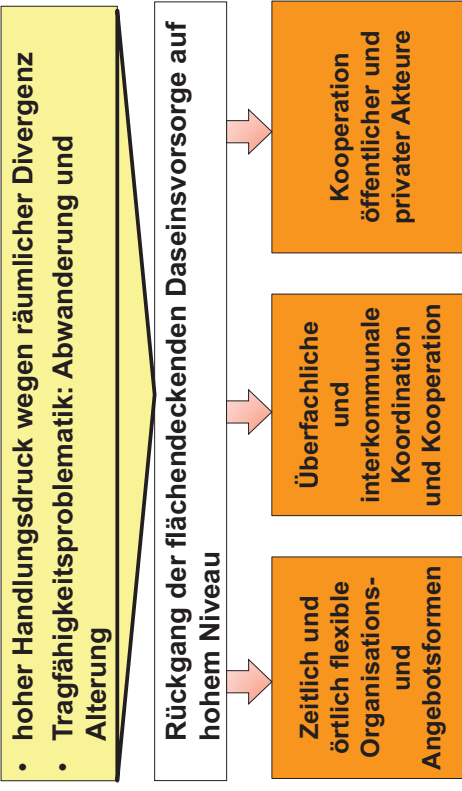 • hoher Handlungsdruck wegen räumlicher Divergenz
• Tragfähigkeitsproblematik: Abwanderung und
Alterung
Rückgang der flächendeckenden Daseinsvorsorge auf
hohem Niveau
Zeitlich und
örtlich flexible
Organisations-
und
Angebotsformen
Überfachliche
und
interkommunale
Koordination
und Kooperation
Kooperation
öffentlicher und
privater Akteure